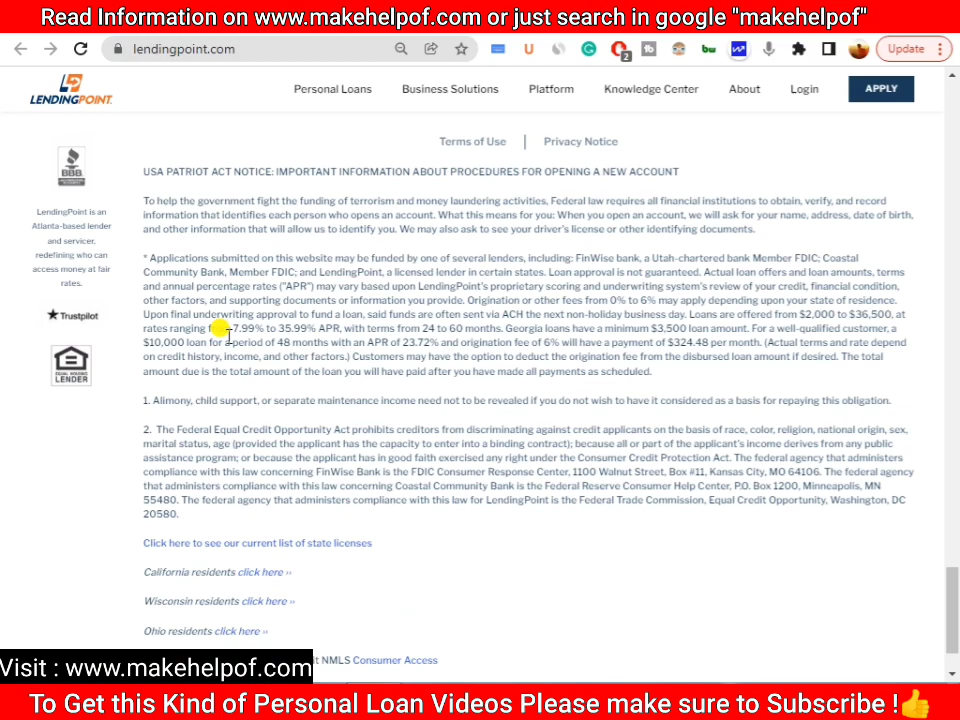 Read Information on www.makehelpof.com or just search in google "makehelpof"
lendingpoint.com
2
Update
LENDINGPOINT.
Personal Loans
Business Solutions
Platform
Knowledge Center
About
Login
APPLY
Terms of Use | Privacy Notice
BBB
LendingPoint is an
Atlanta-based lender
and servicer,
redefining who can
access money at fair
rates.
Trustpilot
EQUAL HOUSING
LENDER
USA PATRIOT ACT NOTICE: IMPORTANT INFORMATION ABOUT PROCEDURES FOR OPENING A NEW ACCOUNT
To help the government fight the funding of terrorism and money laundering activities, Federal law requires all financial institutions to obtain, verify, and record
information that identifies each person who opens an account. What this means for you: When you open an account, we will ask for your name, address, date of birth,
and other information that will allow us to identify you. We may also ask to see your driver's license or other identifying documents.
* Applications submitted on this website may be funded by one of several lenders, including: FinWise bank, a Utah-chartered bank Member FDIC; Coastal
Community Bank, Member FDIC; and LendingPoint, a licensed lender in certain states. Loan approval is not guaranteed. Actual loan offers and loan amounts, terms
and annual percentage rates ("APR") may vary based upon LendingPoint's proprietary scoring and underwriting system's review of your credit, financial condition,
other factors, and supporting documents or information you provide. Origination or other fees from 0% to 6% may apply depending upon your state of residence.
Upon final underwriting approval to fund a loan, said funds are often sent via ACH the next non-holiday business day. Loans are offered from $2,000 to $36,500, at
rates ranging 7.99% to 35.99% APR, with terms from 24 to 60 months. Georgia loans have a minimum $3,500 loan amount. For a well-qualified customer, a
$10,000 loan for a period of 48 months with an APR of 23.72% and origination fee of 6% will have a payment of $324.48 per month. (Actual terms and rate depend
on credit history, income, and other factors.) Customers may have the option to deduct the origination fee from the disbursed loan amount if desired. The total
amount due is the total amount of the loan you will have paid after you have made all payments as scheduled.
1. Alimony, child support, or separate maintenance income need not to be revealed if you do not wish to have it considered as a basis for repaying this obligation.
2. The Federal Equal Credit Opportunity Act prohibits creditors from discriminating against credit applicants on the basis of race, color, religion, national origin, sex,
marital status, age (provided the applicant has the capacity to enter into a binding contract); because all or part of the applicant's income derives from any public
assistance program; or because the applicant has in good faith exercised any right under the Consumer Credit Protection Act. The federal agency that administers
compliance with this law concerning FinWise Bank is the FDIC Consumer Response Center, 1100 Walnut Street, Box #11, Kansas City, MO 64106. The federal agency
that administers compliance with this law concerning Coastal Community Bank is the Federal Reserve Consumer Help Center, P.O. Box 1200, Minneapolis, MN
55480. The federal agency that administers compliance with this law for LendingPoint is the Federal Trade Commission, Equal Credit Opportunity, Washington, DC
20580.
Click here to see our current list of state licenses
California residents click here ››
Wisconsin residents click here ››
Ohio residents click here ››
NMLS Consumer Access
Visit : www.makehelpof.com
To Get this Kind of Personal Loan Videos Please make sure to Subscribe !👍